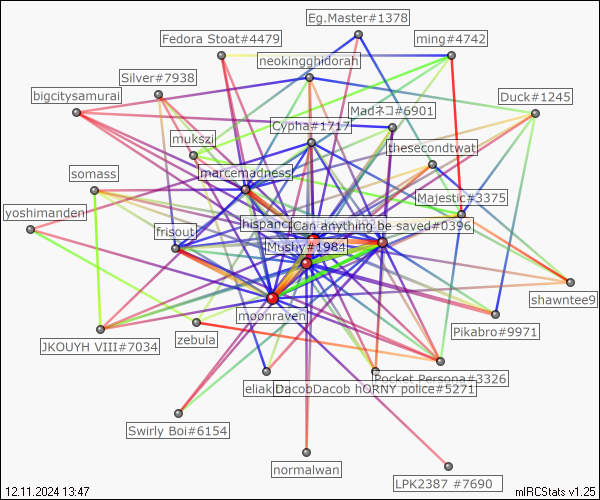 Eg.Master#1378
Fedora Stoat#4479
ming#4742
neokingghidorah
Silver#7938
bigcitysamurai
Duck#1245
Madネコ#6901
Cypha#1717
mukszi
thesecondtwat
marcemadness
somass
Majestic#3375
yoshimanden
Can anything be saved#0396
frisout
Mushy#1984
shawntee9
moonraven
Pikabro#9971
zebula
JKOUYH VIII#7034
Pocket Persona#3326
DacobDacob hORNY police#5271
Swirly Boi#6154
normalwan
LPK2387 #7690
12.11.2024 13:47
mIRCStats v1.25